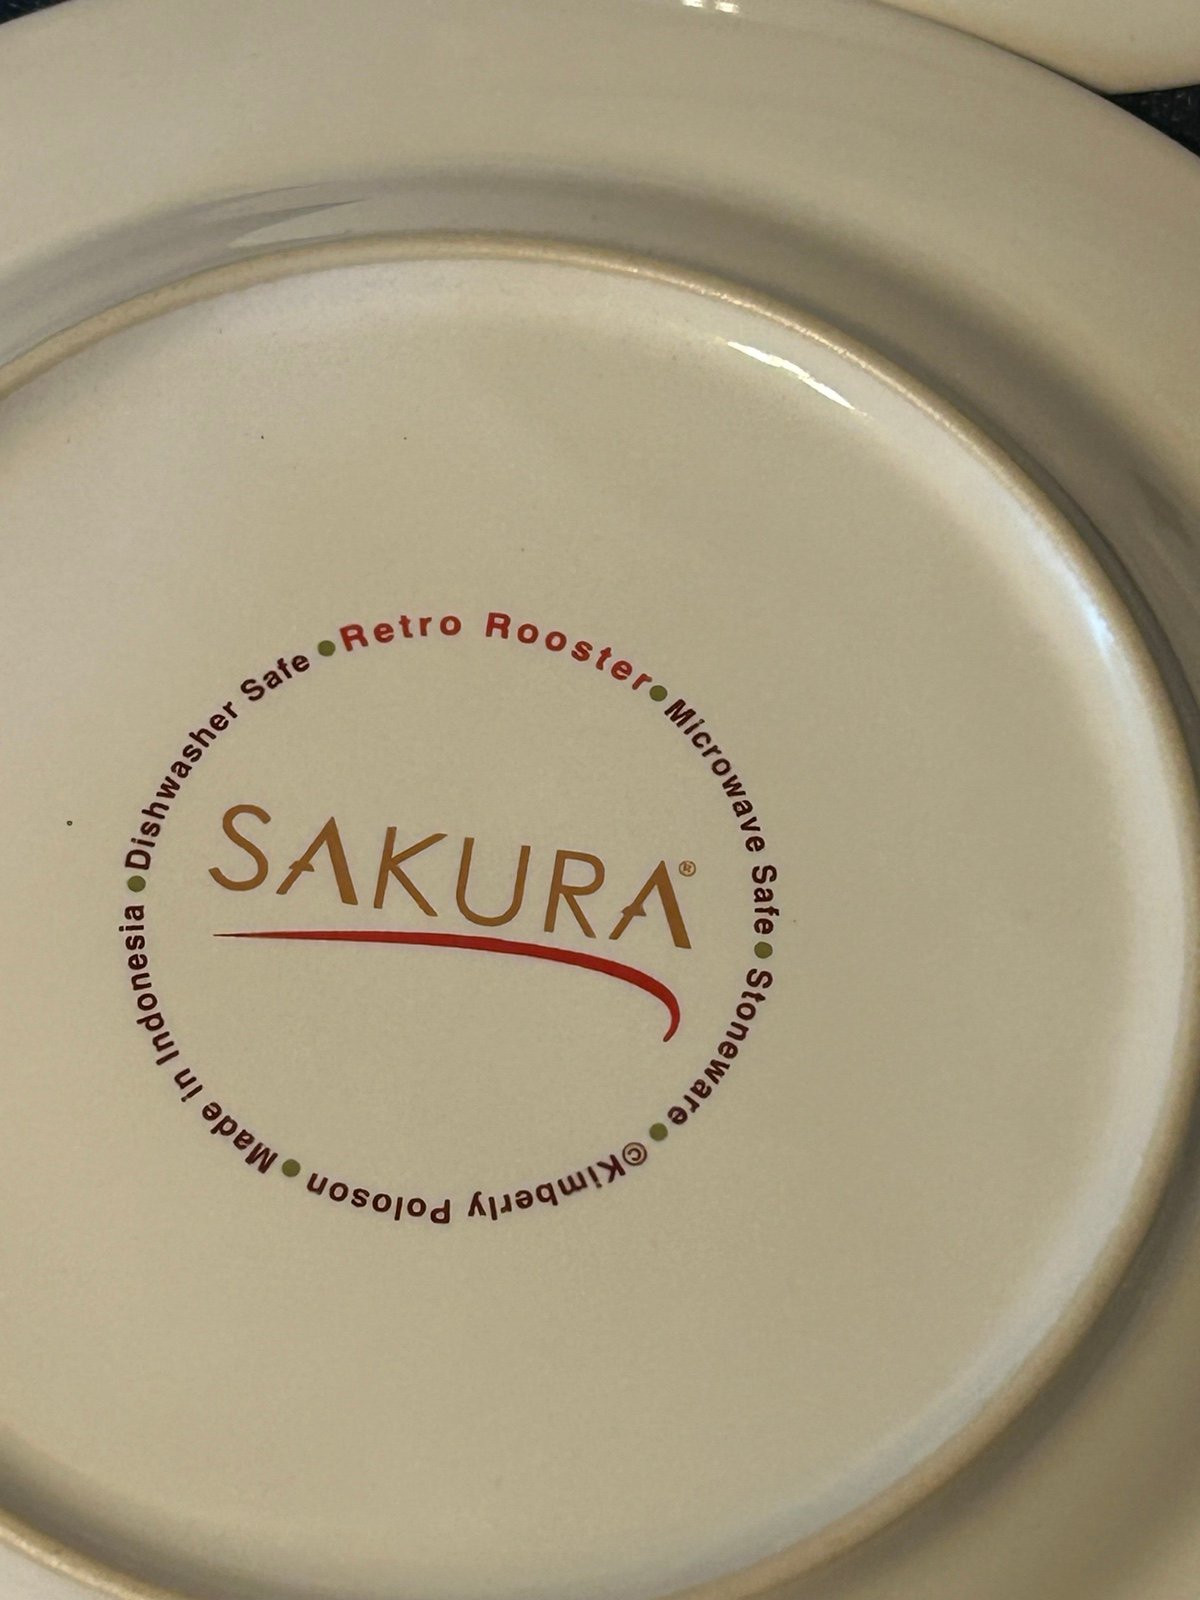 Retro Rooster • Microwave Safe • Stoneware • ©Kimberly Poloson • Made in Indonesia • Dishwasher Safe •
SAKURA®